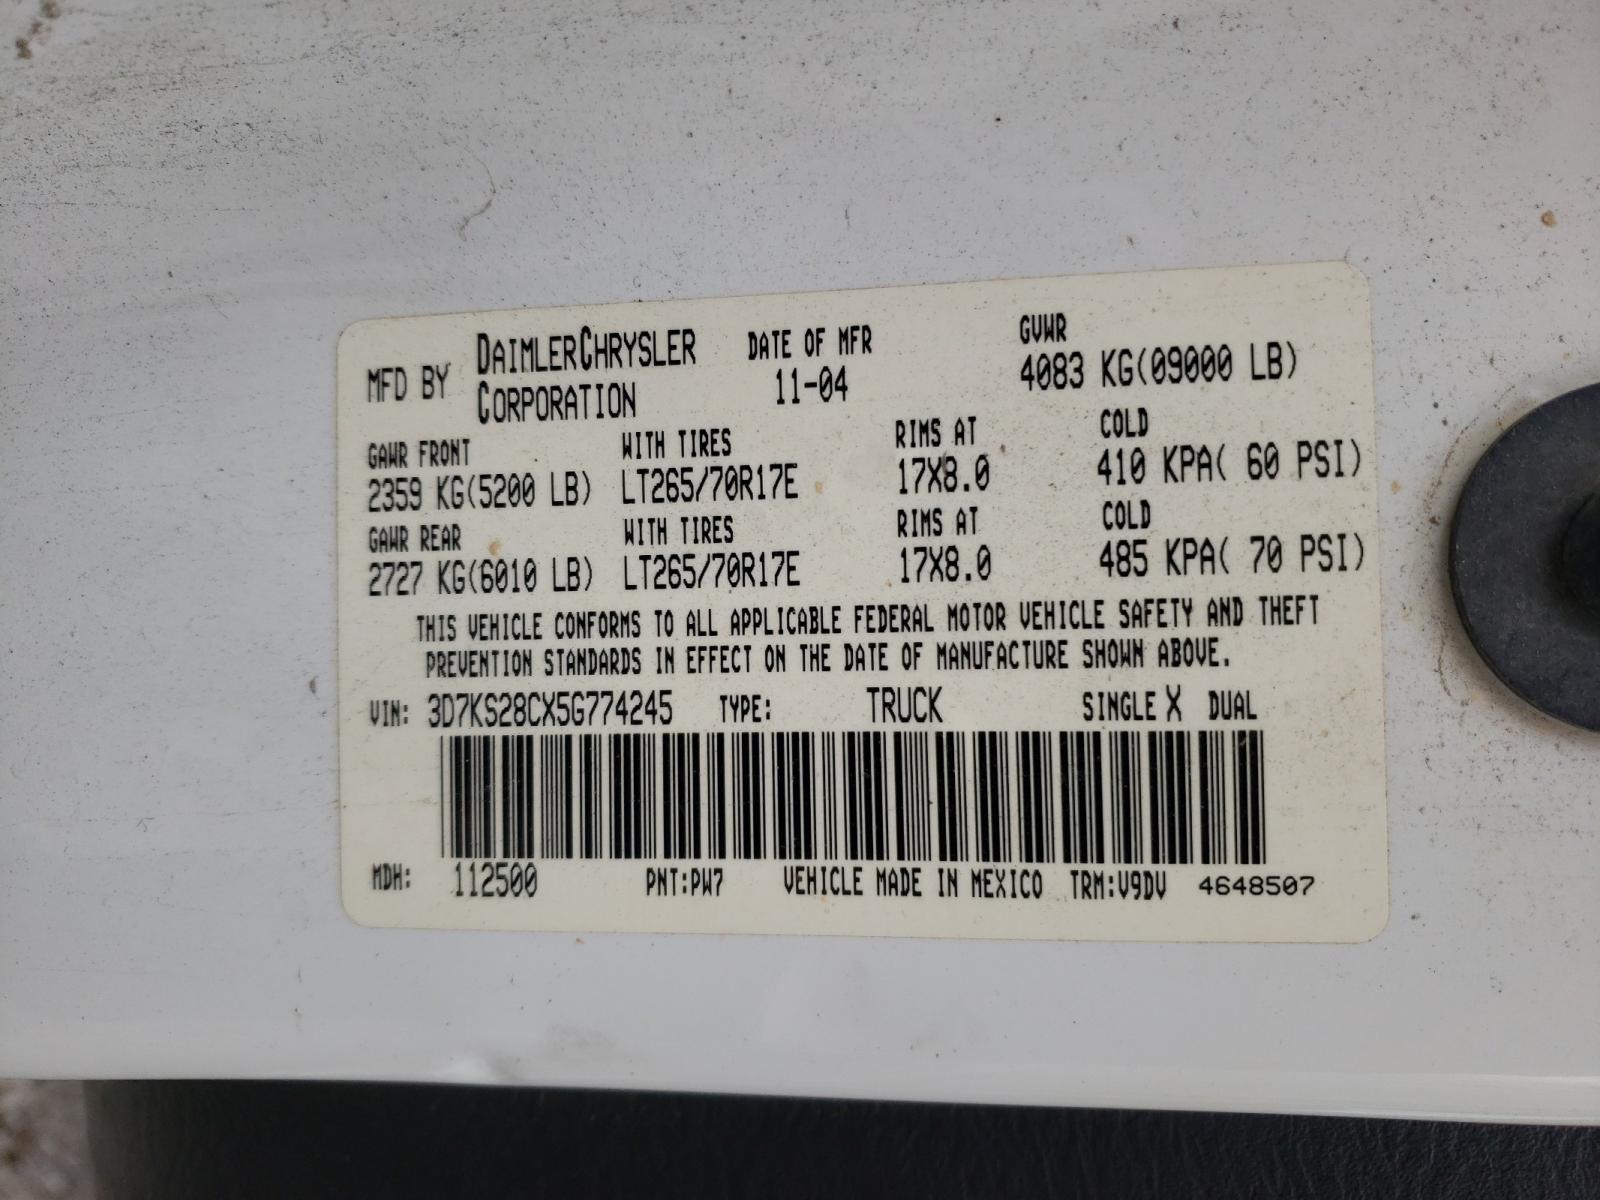 MFD BY DAIMLERCHRYSLER CORPORATION DATE OF MFR 11-04 GVWR 4083 KG(09000 LB)
GAWR FRONT WITH TIRES RIMS AT COLD
2359 KG(5200 LB) LT265/70R17E 17X8.0 410 KPA( 60 PSI)
GAWR REAR WITH TIRES RIMS AT COLD
2727 KG(6010 LB) LT265/70R17E 17X8.0 485 KPA( 70 PSI)
THIS VEHICLE CONFORMS TO ALL APPLICABLE FEDERAL MOTOR VEHICLE SAFETY AND THEFT
PREVENTION STANDARDS IN EFFECT ON THE DATE OF MANUFACTURE SHOWN ABOVE.
VIN: 3D7KS28CX5G774245 TYPE: TRUCK SINGLE X DUAL
MDH: 112500 PNT:PW7 VEHICLE MADE IN MEXICO TRM:V9DV 4648507